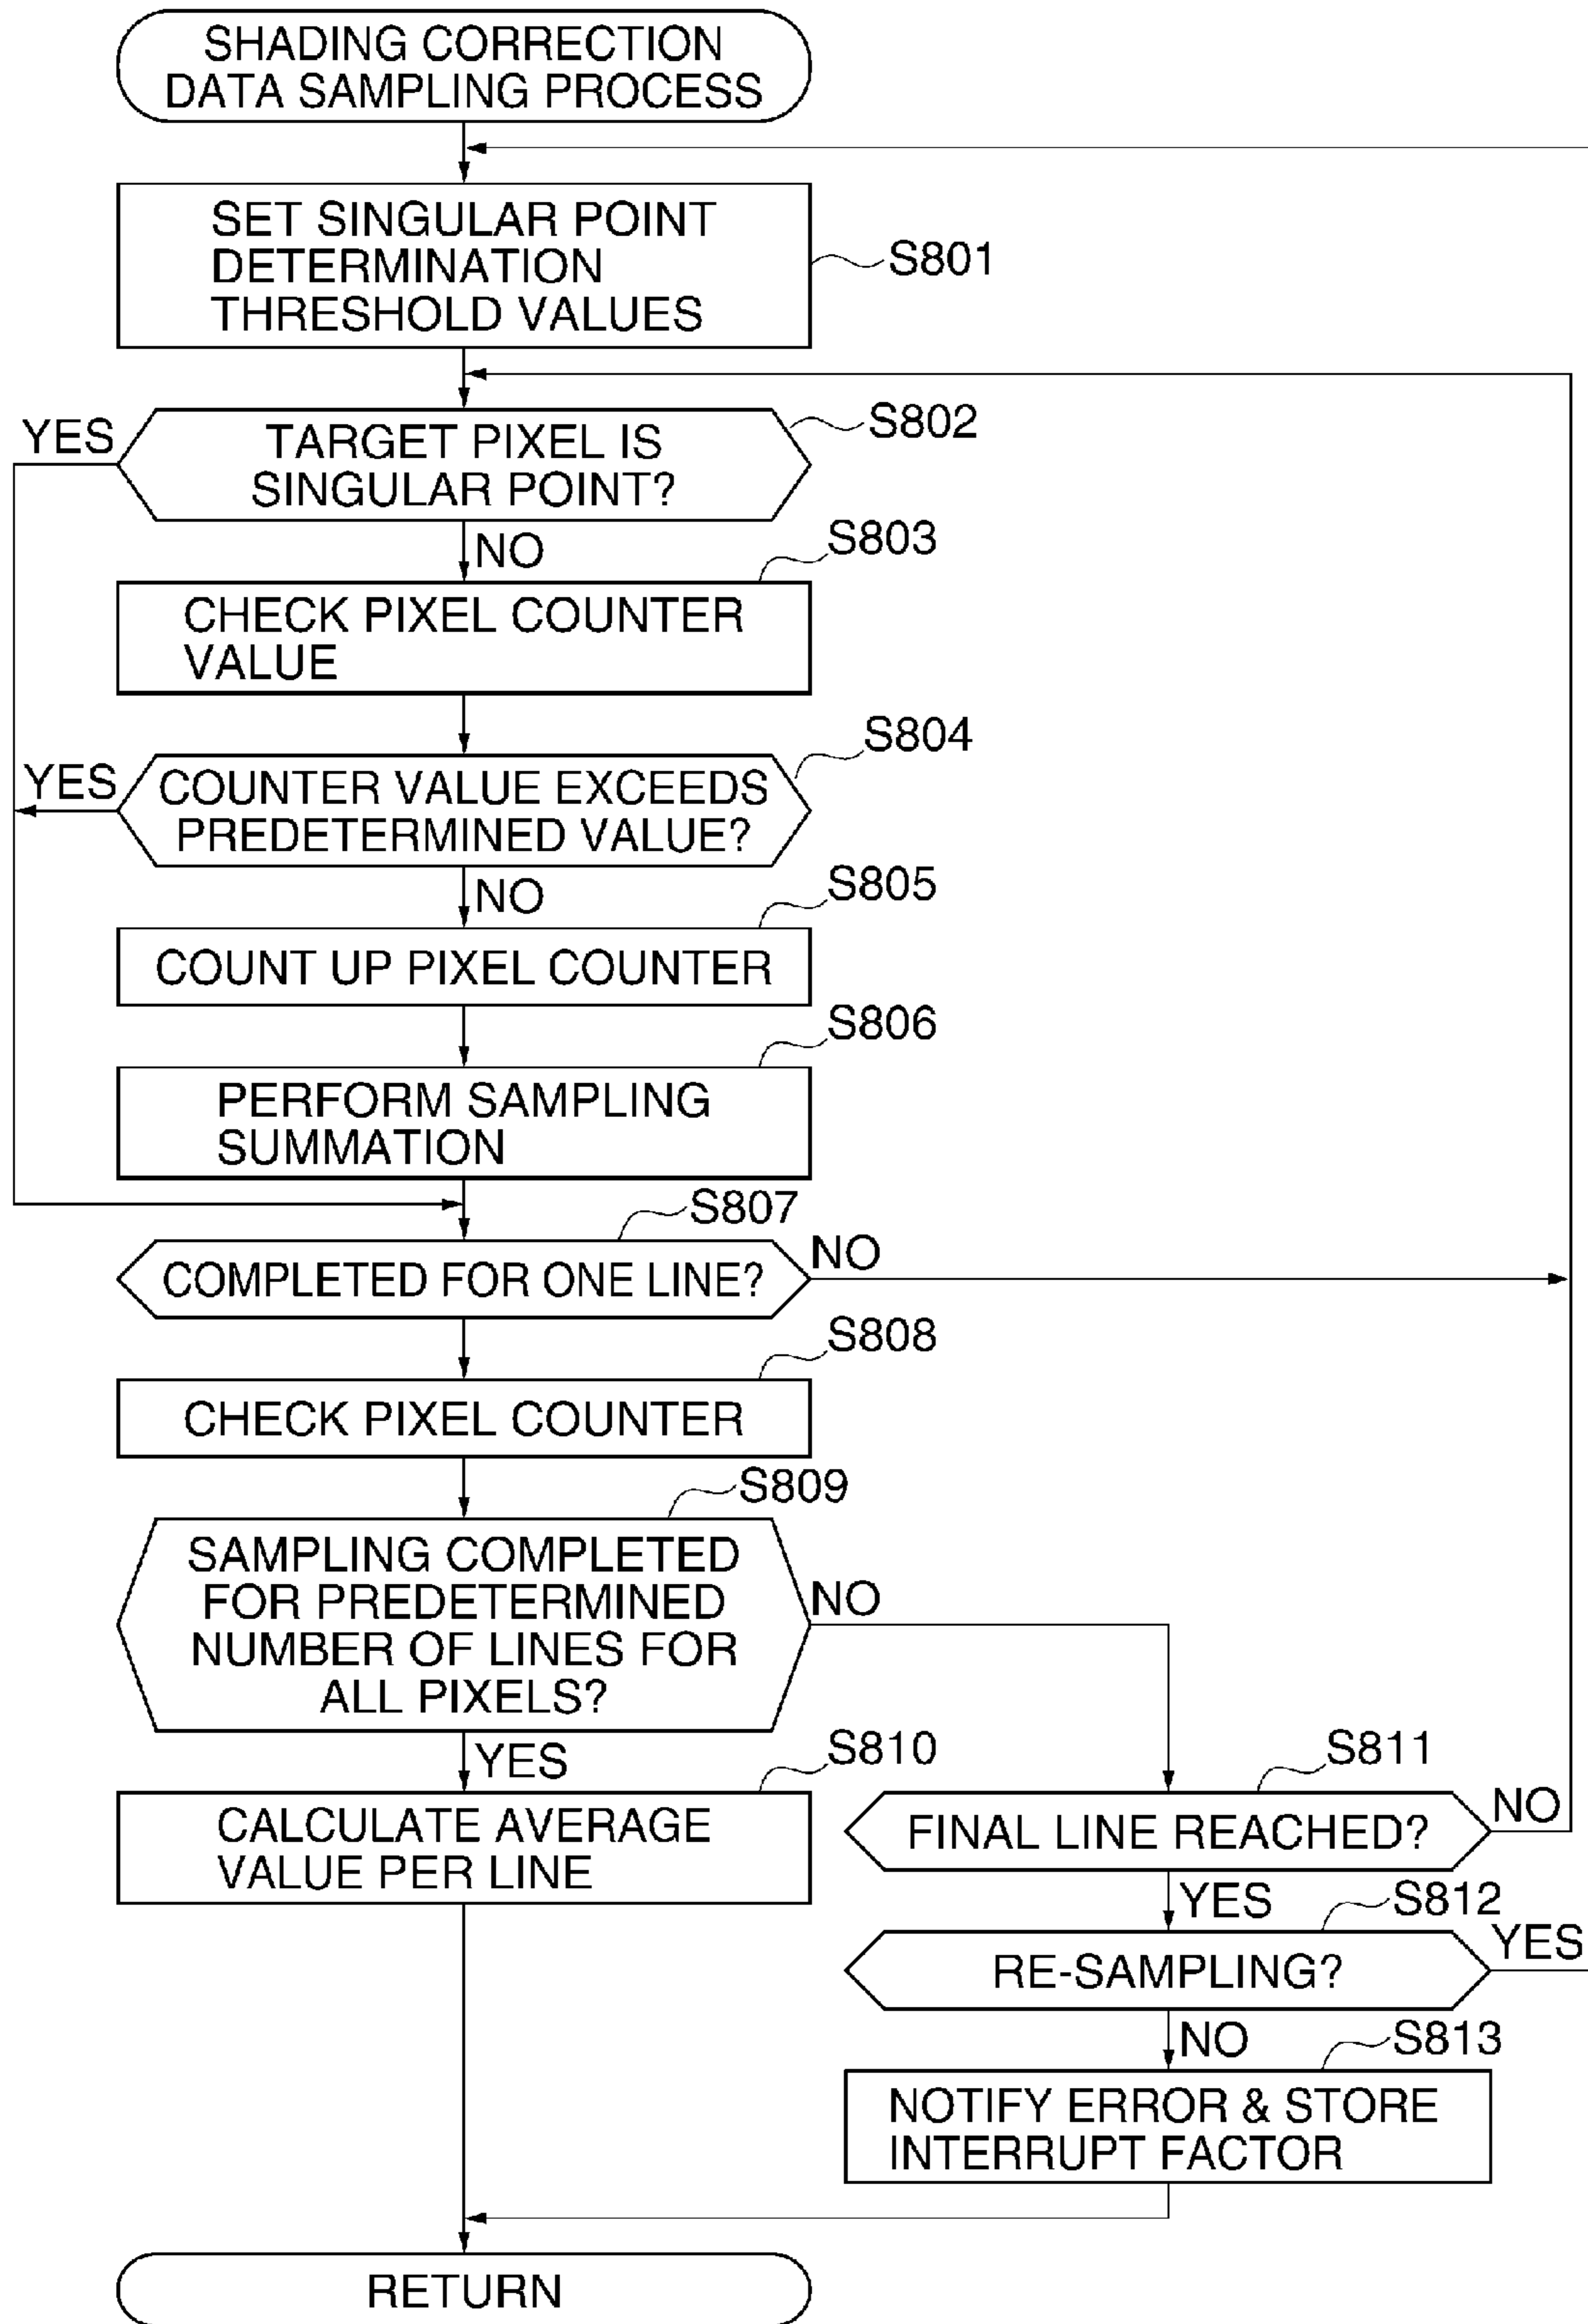 SHADING CORRECTION
DATA SAMPLING PROCESS
SET SINGULAR POINT
DETERMINATION
THRESHOLD VALUES
S801
YES
TARGET PIXEL IS
SINGULAR POINT?
S802
NO
S803
CHECK PIXEL COUNTER
VALUE
S804
YES
COUNTER VALUE EXCEEDS
PREDETERMINED VALUE?
NO
S805
COUNT UP PIXEL COUNTER
S806
PERFORM SAMPLING
SUMMATION
S807
COMPLETED FOR ONE LINE?
NO
S808
CHECK PIXEL COUNTER
S809
SAMPLING COMPLETED
FOR PREDETERMINED
NUMBER OF LINES FOR
ALL PIXELS?
NO
YES
S810
CALCULATE AVERAGE
VALUE PER LINE
S811
FINAL LINE REACHED?
NO
YES
S812
RE-SAMPLING?
YES
NO
S813
NOTIFY ERROR & STORE
INTERRUPT FACTOR
RETURN